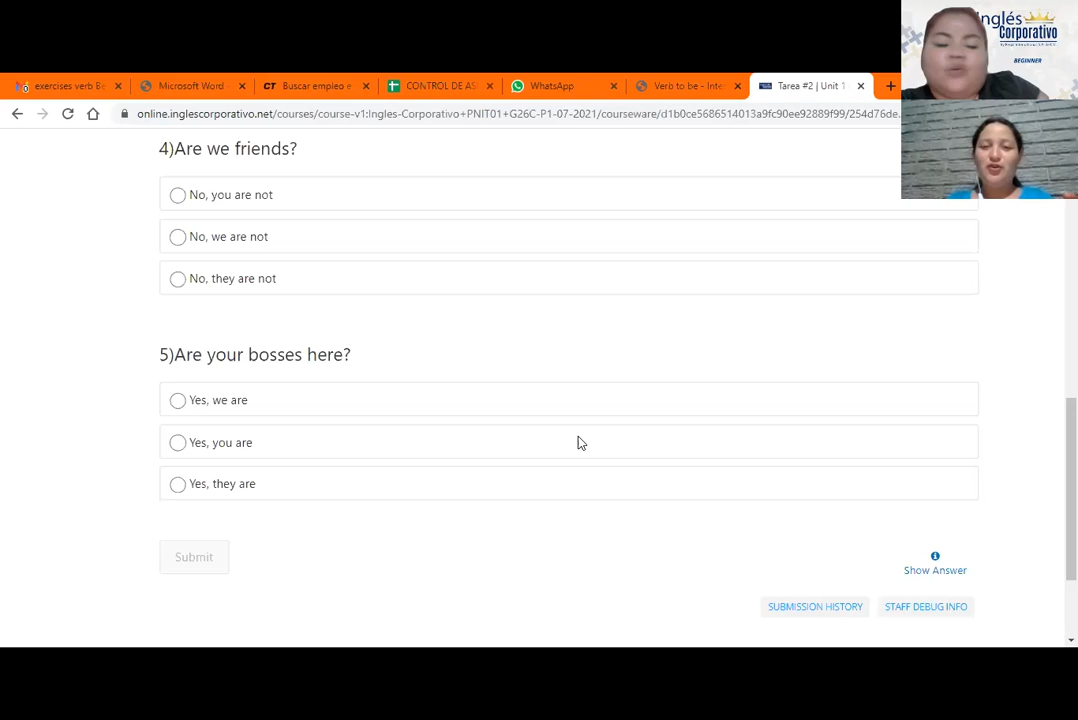 Inglés
Corporativo
BEGINNER
exercises verb Be
Microsoft Word -
Buscar empleo e
CONTROL DE AS
WhatsApp
Verb to be - Inte
Tarea #2 | Unit 1
online.inglescorporativo.net/courses/course-v1:Ingles-Corporativo+PNIT01+G26C-P1-07-2021/courseware/d1b0ce5686514013a9fc90ee92889f99/254d76de
4)Are we friends?
No, you are not
No, we are not
No, they are not
5)Are your bosses here?
Yes, we are
Yes, you are
Yes, they are
Submit
Show Answer
SUBMISSION HISTORY
STAFF DEBUG INFO